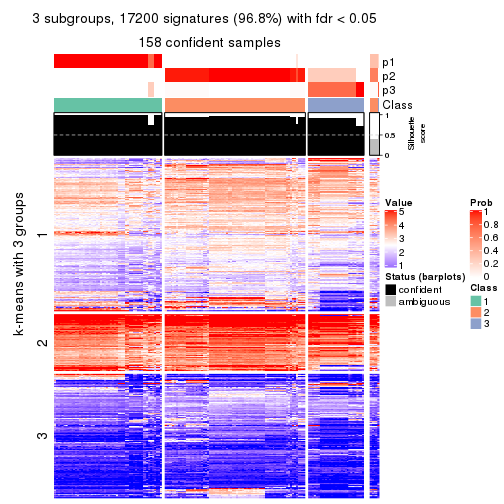 3 subgroups, 17200 signatures (96.8%) with fdr < 0.05
158 confident samples
p1
p2
p3
Class
1
0.5
0
Silhouette
score
k-means with 3 groups
1
2
3
Value
5
4
3
2
1
Status (barplots)
confident
ambiguous
Prob
1
0.8
0.6
0.4
0.2
0
Class
1
2
3